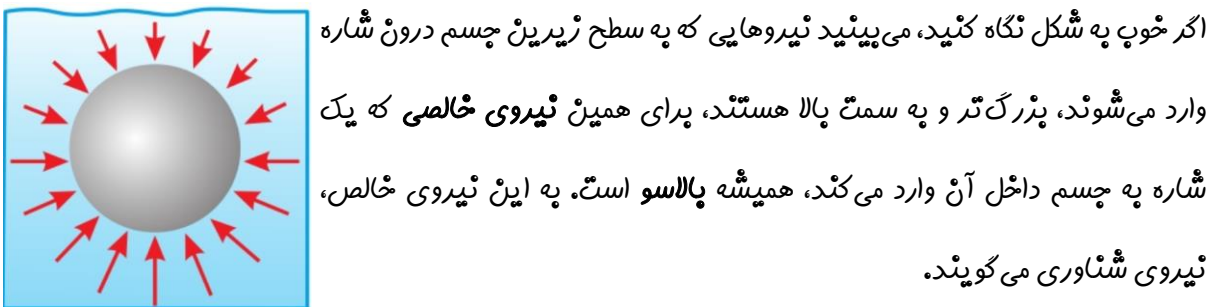 اگر خوب به شکل نگاه کنید، می‌بینید نیروهایی که به سطح زیرین جسم درون شاره
وارد می‌شوند، بزرگ‌تر و به سمت بالا هستند، برای همین نیروی خالصی که یک
شاره به جسم داخل آن وارد می‌کند، همیشه بالاسو است. به این نیروی خالص،
نیروی شناوری می‌گویند.